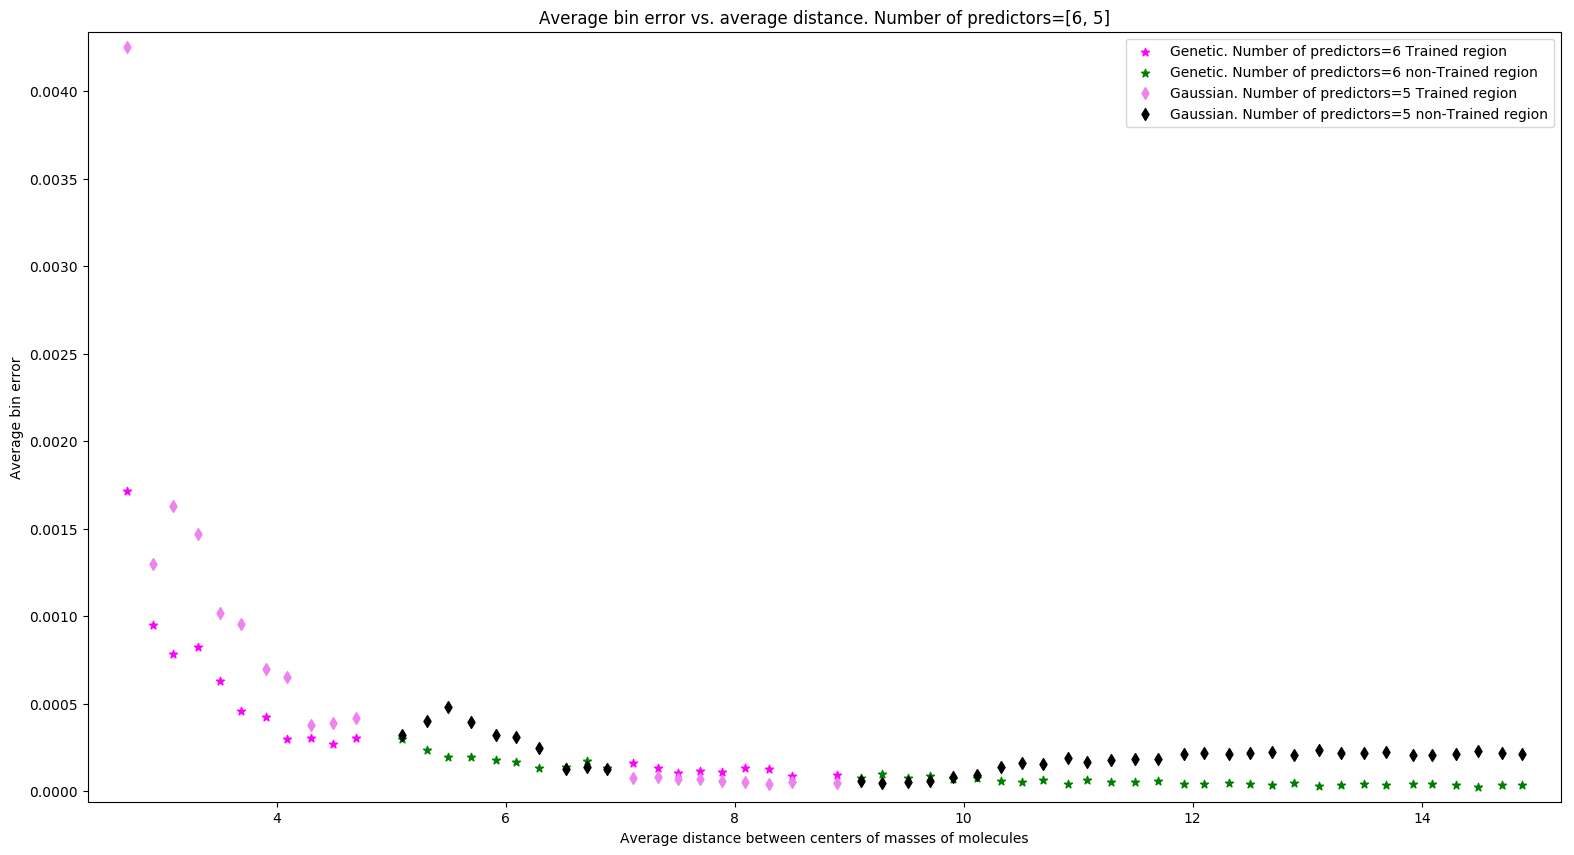 Average bin error vs. average distance. Number of predictors=[6, 5]
Genetic. Number of predictors=6 Trained region
Genetic. Number of predictors=6 non-Trained region
Gaussian. Number of predictors=5 Trained region
Gaussian. Number of predictors=5 non-Trained region
Average bin error
0.0040
0.0035
0.0030
0.0025
0.0020
0.0015
0.0010
0.0005
0.0000
4
6
8
10
12
14
Average distance between centers of masses of molecules